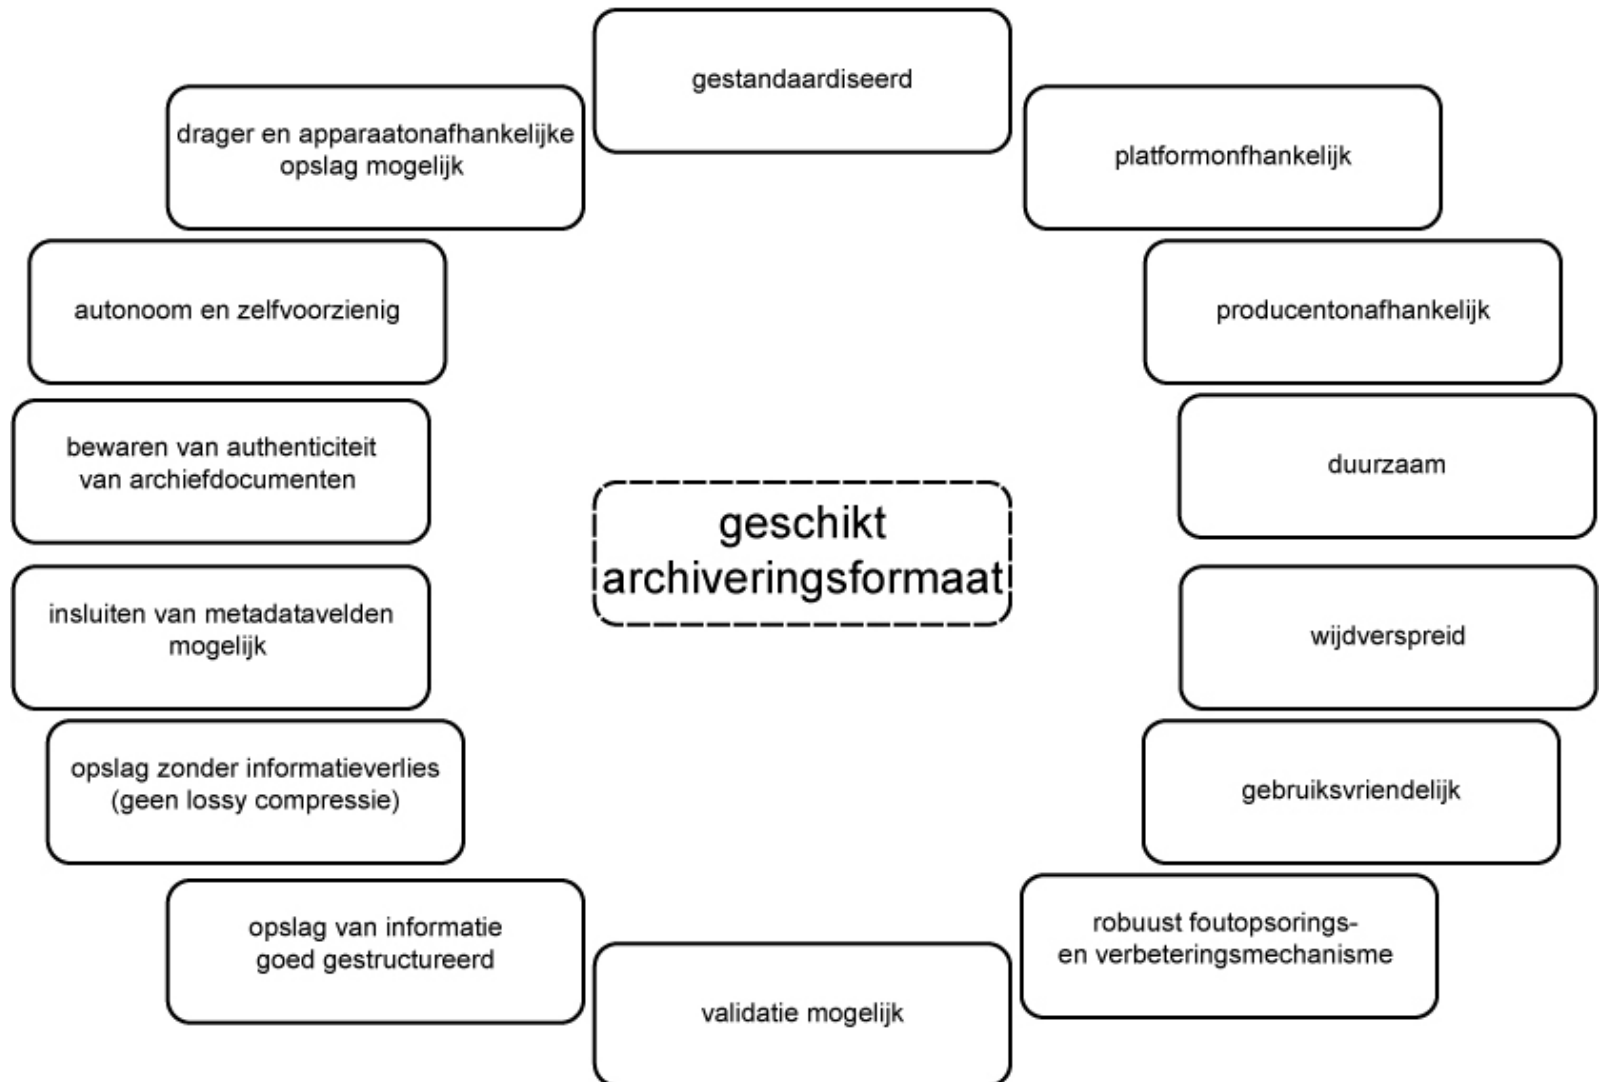 gestandaardiseerd
drager en apparaatonafhankelijke
opslag mogelijk
platformonfhankelijk
autonoom en zelfvoorzienig
producentonafhankelijk
bewaren van authenticiteit
van archiefdocumenten
duurzaam
geschikt
archiveringsformaat
insluiten van metadatavelden
mogelijk
wijdverspreid
opslag zonder informatieverlies
(geen lossy compressie)
gebruiksvriendelijk
opslag van informatie
goed gestructureerd
robuust foutopsorings-
en verbeteringsmechanisme
validatie mogelijk